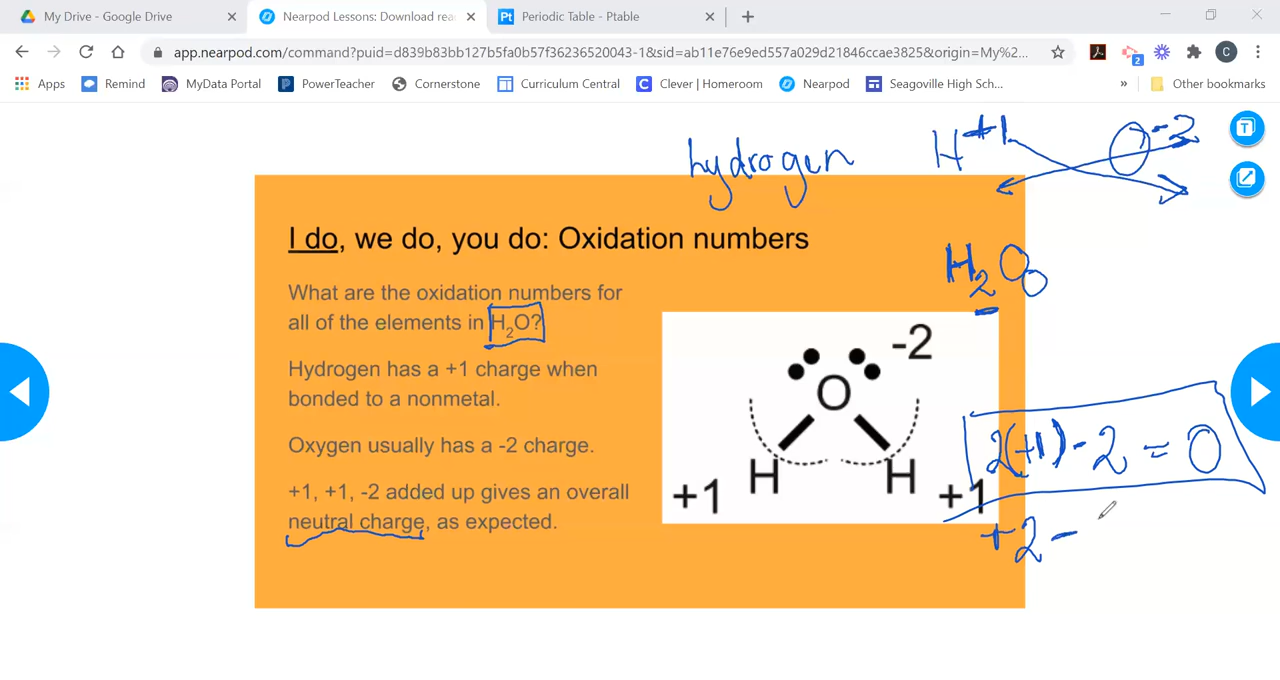 My Drive - Google Drive
Nearpod Lessons: Download rea
Periodic Table - Ptable
app.nearpod.com/command?puid=d839b83bb127b5fa0b57f36236520043-1&sid=ab11e76e9ed557a029d21846ccae3825&origin=My%2...
C
2
Apps
Remind
MyData Portal
PowerTeacher
Cornerstone
Curriculum Central
Clever | Homeroom
Nearpod
Seagoville High Sch...
»
Other bookmarks
hydrogen
H+1 O-2
I do, we do, you do: Oxidation numbers
H2O
What are the oxidation numbers for
all of the elements in H2O?
Hydrogen has a +1 charge when
bonded to a nonmetal.
Oxygen usually has a -2 charge.
+1, +1, -2 added up gives an overall
neutral charge, as expected.
-2
O
H H
+1 +1
2(+1) - 2 = 0
+2 -